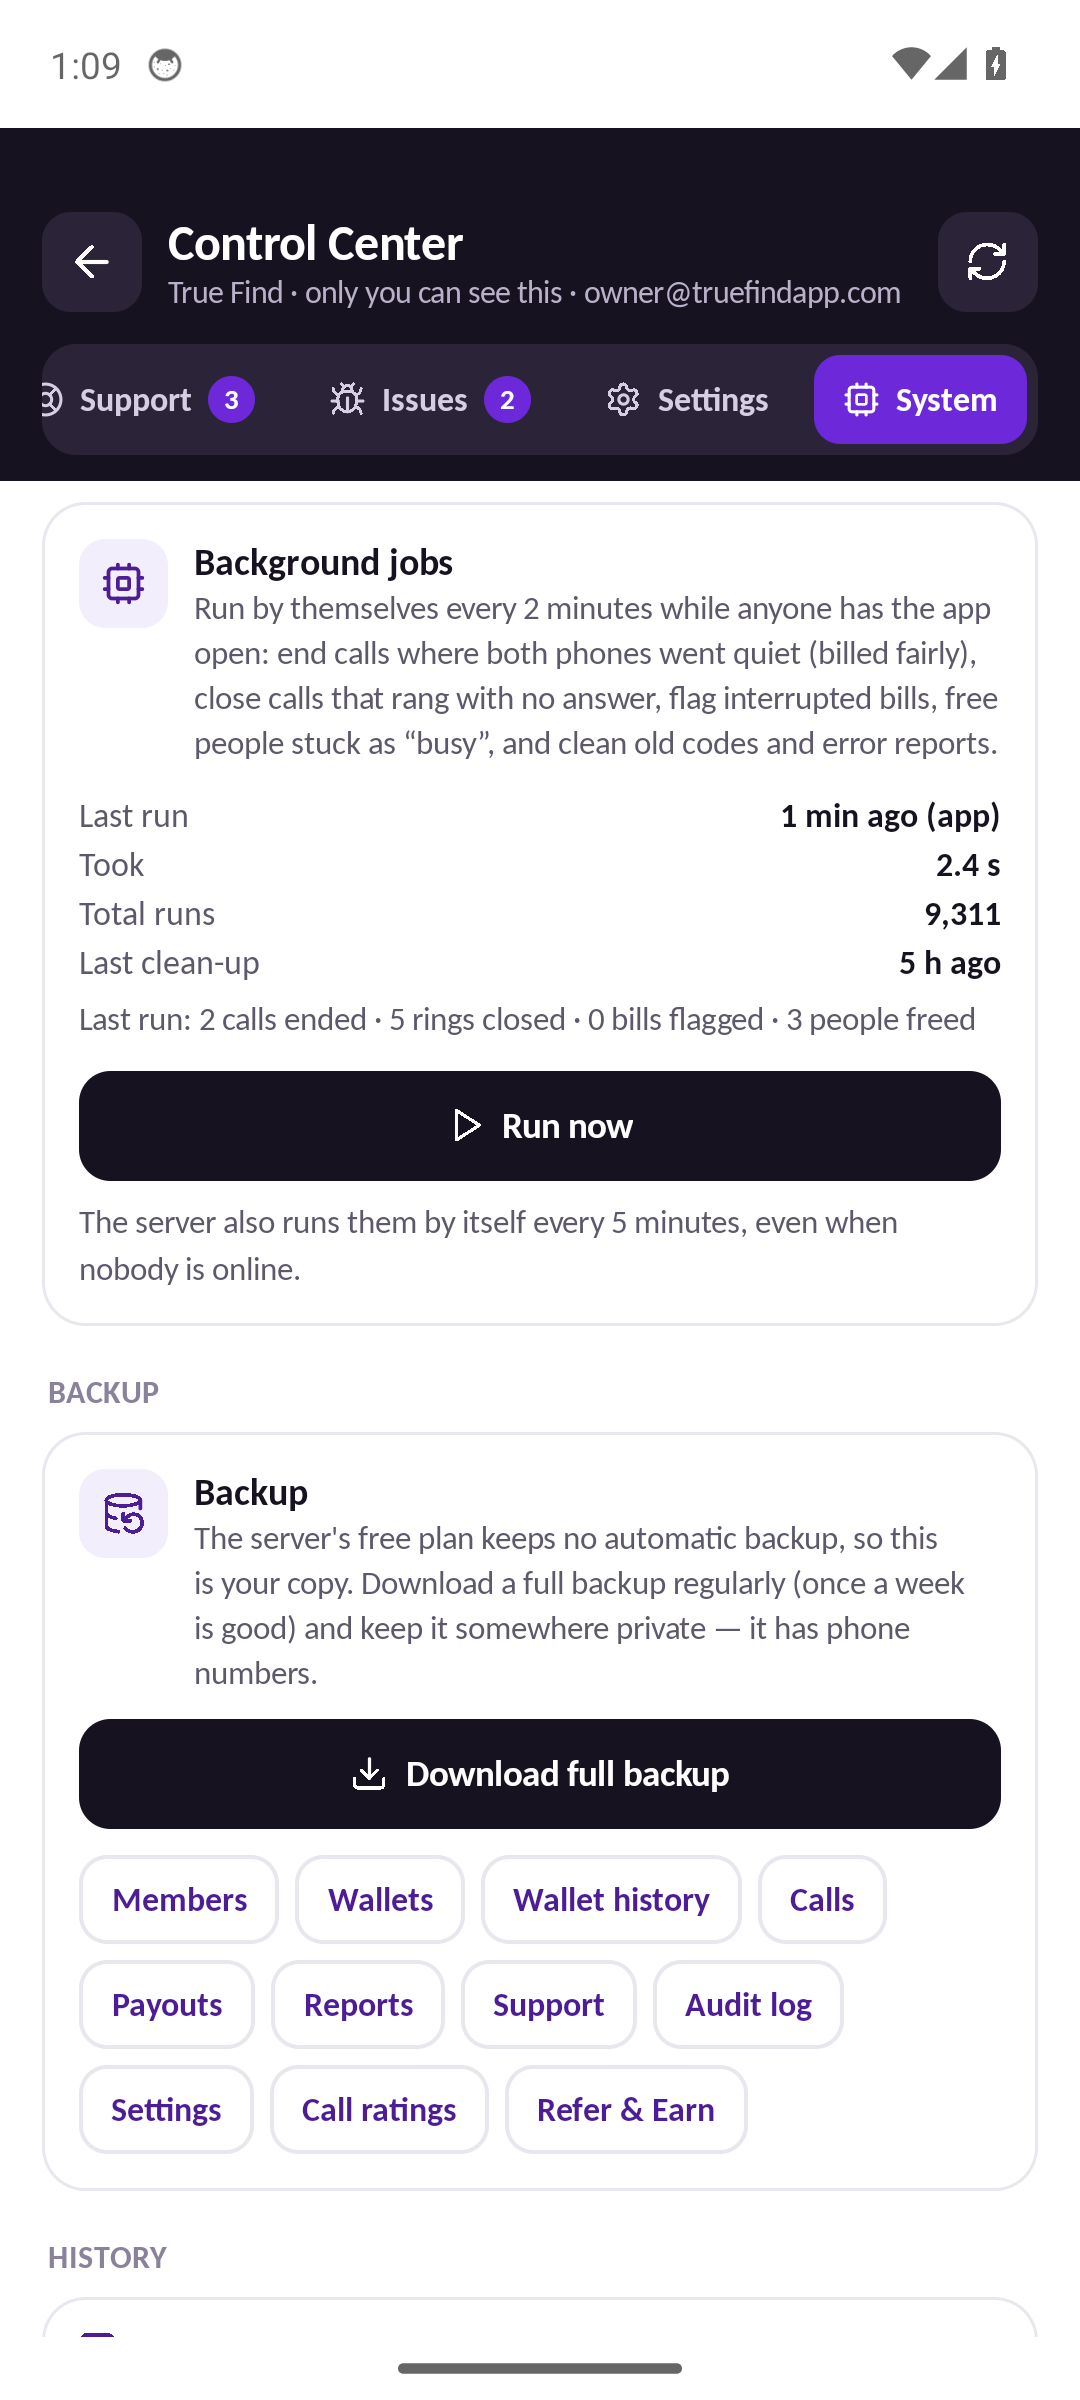 1:09
Control Center
True Find · only you can see this · owner@truefindapp.com
Support 3 Issues 2 Settings System
Background jobs
Run by themselves every 2 minutes while anyone has the app
open: end calls where both phones went quiet (billed fairly),
close calls that rang with no answer, flag interrupted bills, free
people stuck as “busy”, and clean old codes and error reports.
Last run 1 min ago (app)
Took 2.4 s
Total runs 9,311
Last clean-up 5 h ago
Last run: 2 calls ended · 5 rings closed · 0 bills flagged · 3 people freed
Run now
The server also runs them by itself every 5 minutes, even when
nobody is online.
BACKUP
Backup
The server's free plan keeps no automatic backup, so this
is your copy. Download a full backup regularly (once a week
is good) and keep it somewhere private — it has phone
numbers.
Download full backup
Members Wallets Wallet history Calls
Payouts Reports Support Audit log
Settings Call ratings Refer & Earn
HISTORY